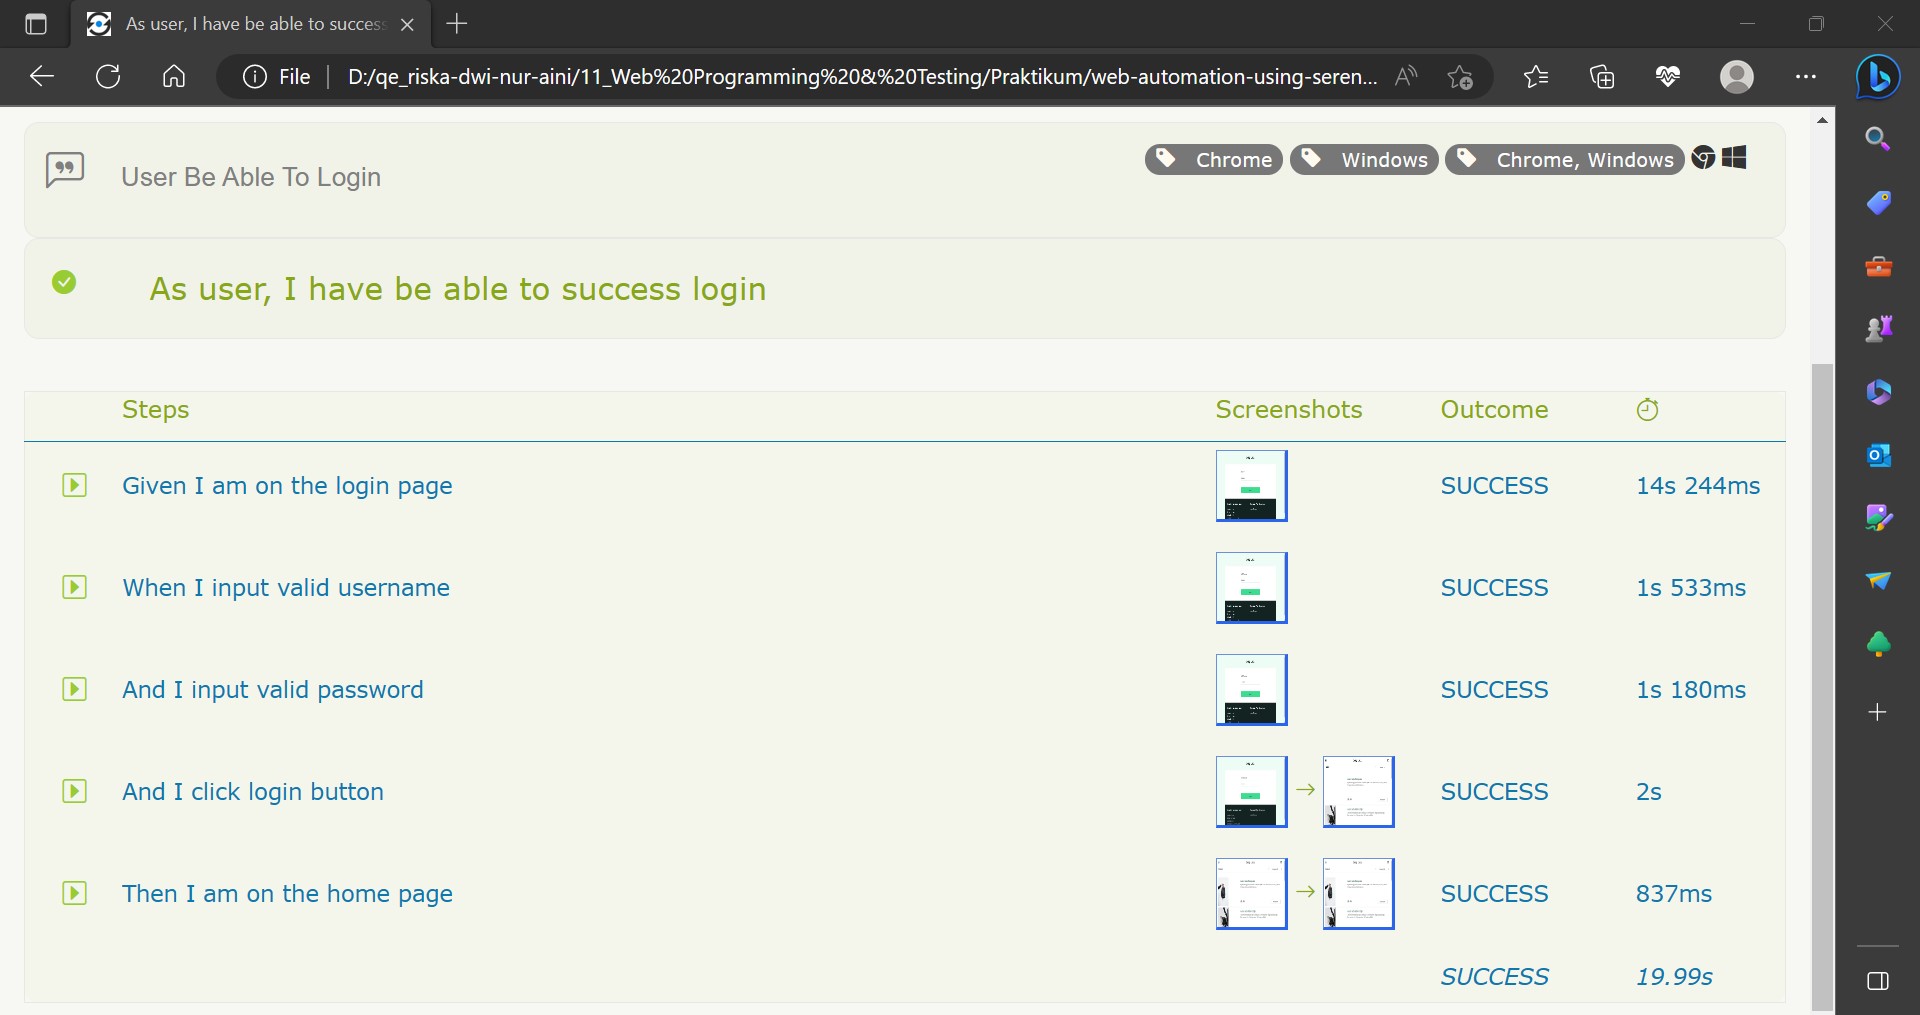 As user, I have be able to success
File
D:/qe_riska-dwi-nur-aini/11_Web%20Programming%20&%20Testing/Praktikum/web-automation-using-seren...
User Be Able To Login
Chrome
Windows
Chrome, Windows
As user, I have be able to success login
Steps Screenshots Outcome
Given I am on the login page SUCCESS 14s 244ms
When I input valid username SUCCESS 1s 533ms
And I input valid password SUCCESS 1s 180ms
And I click login button SUCCESS 2s
Then I am on the home page SUCCESS 837ms
SUCCESS 19.99s